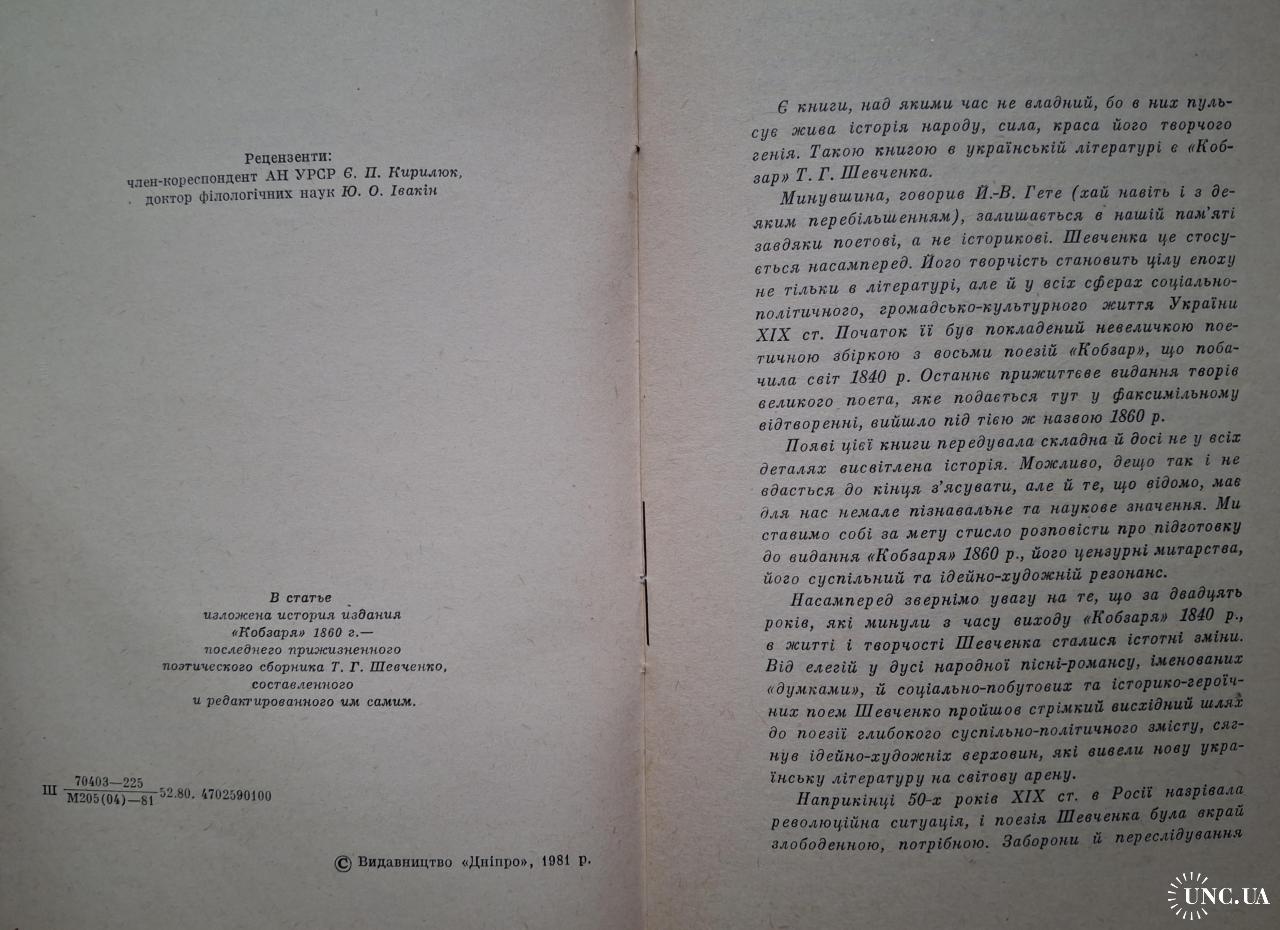 Рецензенти:
член-кореспондент АН УРСР Є. П. Кирилюк,
доктор філологічних наук Ю. О. Івакін
В статье
изложена история издания
«Кобзаря» 1860 г.—
последнего прижизненного
поэтического сборника Т. Г. Шевченко,
составленного
и редактированного им самим.
Ш 70403—225
М205(04)—81 52.80. 4702590100
© Видавництво «Дніпро», 1981 р.
Є книги, над якими час не владний, бо в них пуль-
сує жива історія народу, сила, краса його творчого
генія. Такою книгою в українській літературі є «Коб-
зар» Т. Г. Шевченка.
Минувшина, говорив Й.-В. Гете (хай навіть і з де-
яким перебільшенням), залишається в нашій пам'яті
завдяки поетові, а не історикові. Шевченка це стосу-
ється насамперед. Його творчість становить цілу епоху
не тільки в літературі, але й у всіх сферах соціально-
політичного, громадсько-культурного життя України
XIX ст. Початок її був покладений невеличкою пое-
тичною збіркою з восьми поезій «Кобзар», що поба-
чила світ 1840 р. Останнє прижиттєве видання творів
великого поета, яке подається тут у факсимільному
відтворенні, вийшло під тією ж назвою 1860 р.
Появі цієї книги передувала складна й досі не у всіх
деталях висвітлена історія. Можливо, дещо так і не
вдасться до кінця з'ясувати, але й те, що відомо, має
для нас немале пізнавальне та наукове значення. Ми
ставимо собі за мету стисло розповісти про підготовку
до видання «Кобзаря» 1860 р., його цензурні митарства,
його суспільний та ідейно-художній резонанс.
Насамперед звернімо увагу на те, що за двадцять
років, які минули з часу виходу «Кобзаря» 1840 р.,
в житті і творчості Шевченка сталися істотні зміни.
Від елегій у дусі народної пісні-романсу, іменованих
«думками», й соціально-побутових та історико-героїч-
них поем Шевченко пройшов стрімкий висхідний шлях
до поезії глибокого суспільно-політичного змісту, сяг-
нув ідейно-художніх верховин, які вивели нову укра-
їнську літературу на світову арену.
Наприкінці 50-х років XIX ст. в Росії назрівала
революційна ситуація, і поезія Шевченка була вкрай
злободенною, потрібною. Заборони й переслідування
UNC.UA